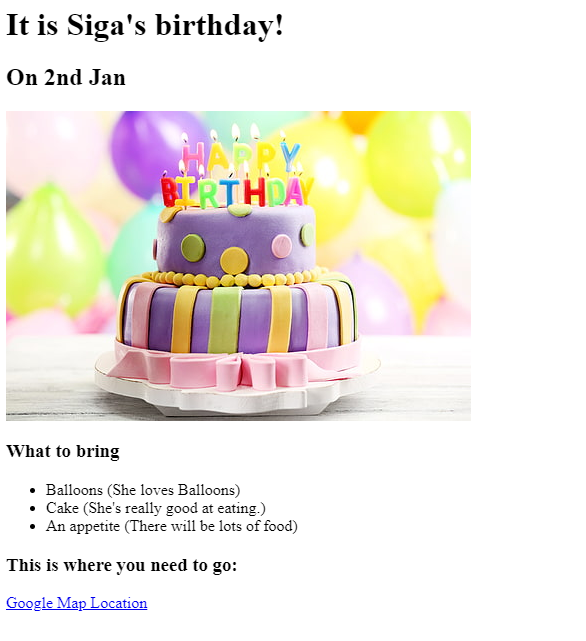 It is Siga's birthday!
On 2nd Jan
HAPPY
BIRTHDAY
What to bring
Balloons (She loves Balloons)
Cake (She's really good at eating.)
An appetite (There will be lots of food)
This is where you need to go:
Google Map Location